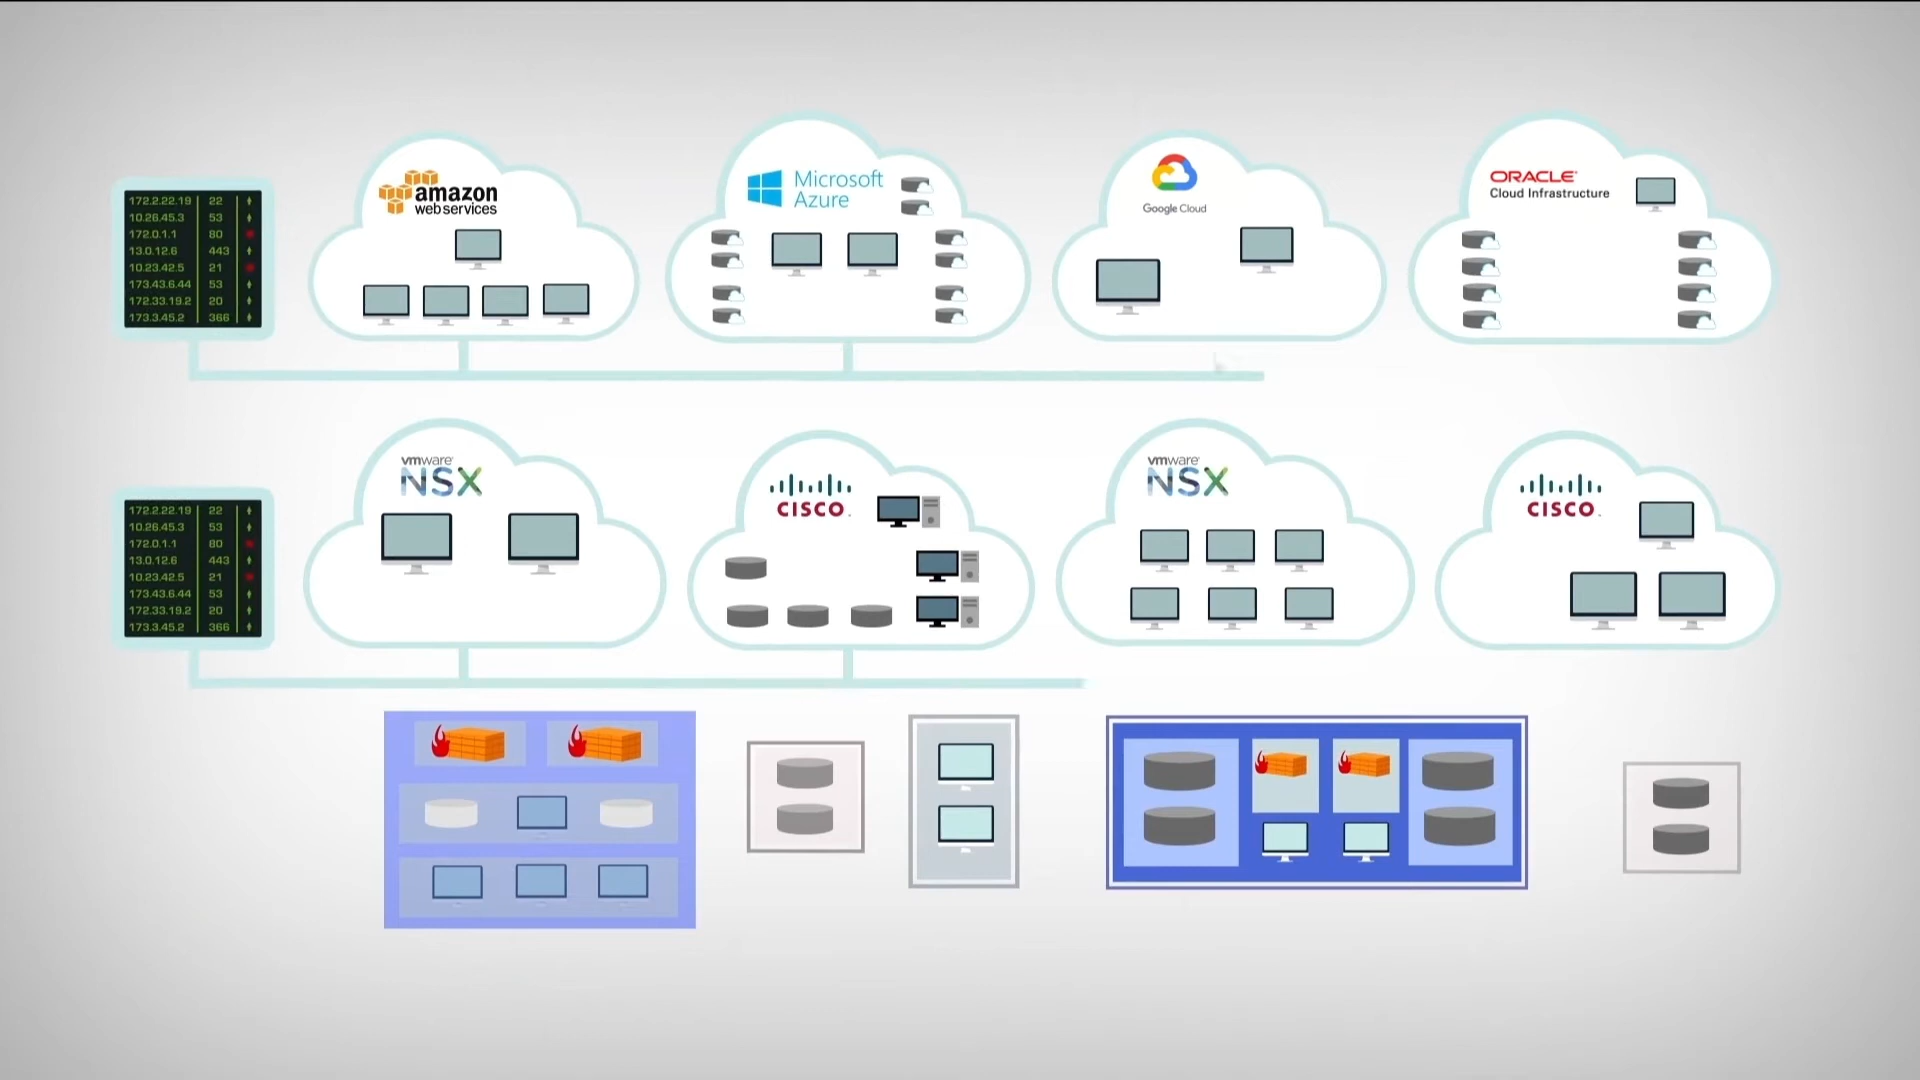 172.2.22.19 22
10.26.45.3 53
172.0.1.1 80
13.0.12.6 443
10.23.42.5 21
173.43.6.44 53
172.33.19.2 20
173.3.45.2 366
amazon
webservices
Microsoft
Azure
Google Cloud
ORACLE
Cloud Infrastructure
172.2.22.19 22
10.26.45.3 53
172.0.1.1 80
13.0.12.6 443
10.23.42.5 21
173.43.6.44 53
172.33.19.2 20
173.3.45.2 366
vmware
NSX
CISCO
vmware
NSX
CISCO